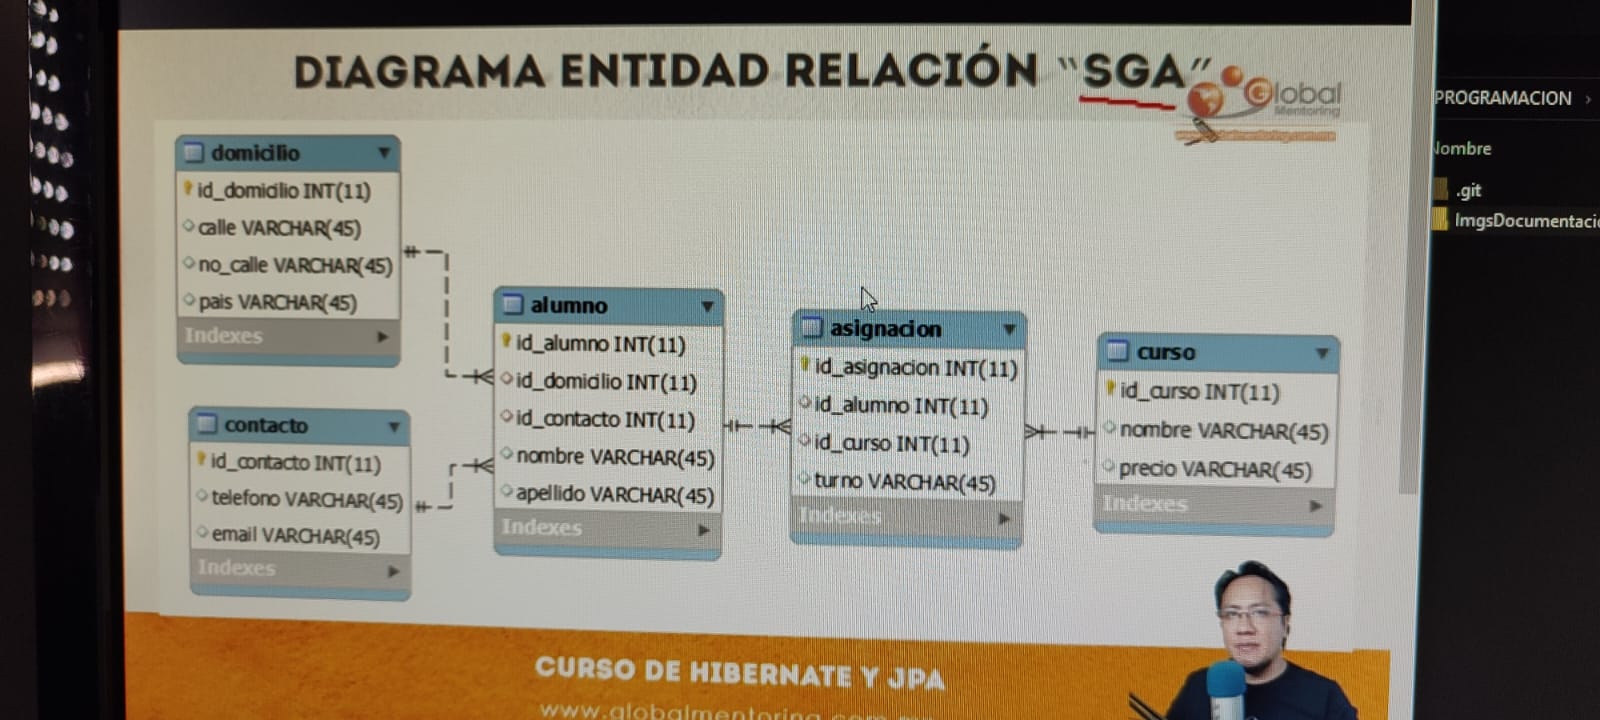 DIAGRAMA ENTIDAD RELACIÓN "SGA"
Global
Mentoring
domicilio
id_domicilio INT(11)
calle VARCHAR(45)
no_calle VARCHAR(45)
pais VARCHAR(45)
Indexes
contacto
id_contacto INT(11)
telefono VARCHAR(45)
email VARCHAR(45)
Indexes
alumno
id_alumno INT(11)
id_domicilio INT(11)
id_contacto INT(11)
nombre VARCHAR(45)
apellido VARCHAR(45)
Indexes
asignacion
id_asignacion INT(11)
id_alumno INT(11)
id_curso INT(11)
turno VARCHAR(45)
Indexes
curso
id_curso INT(11)
nombre VARCHAR(45)
precio VARCHAR(45)
Indexes
CURSO DE HIBERNATE Y JPA
www.globalmentoring.com
PROGRAMACION >
Nombre
.git
ImgsDocumentaci